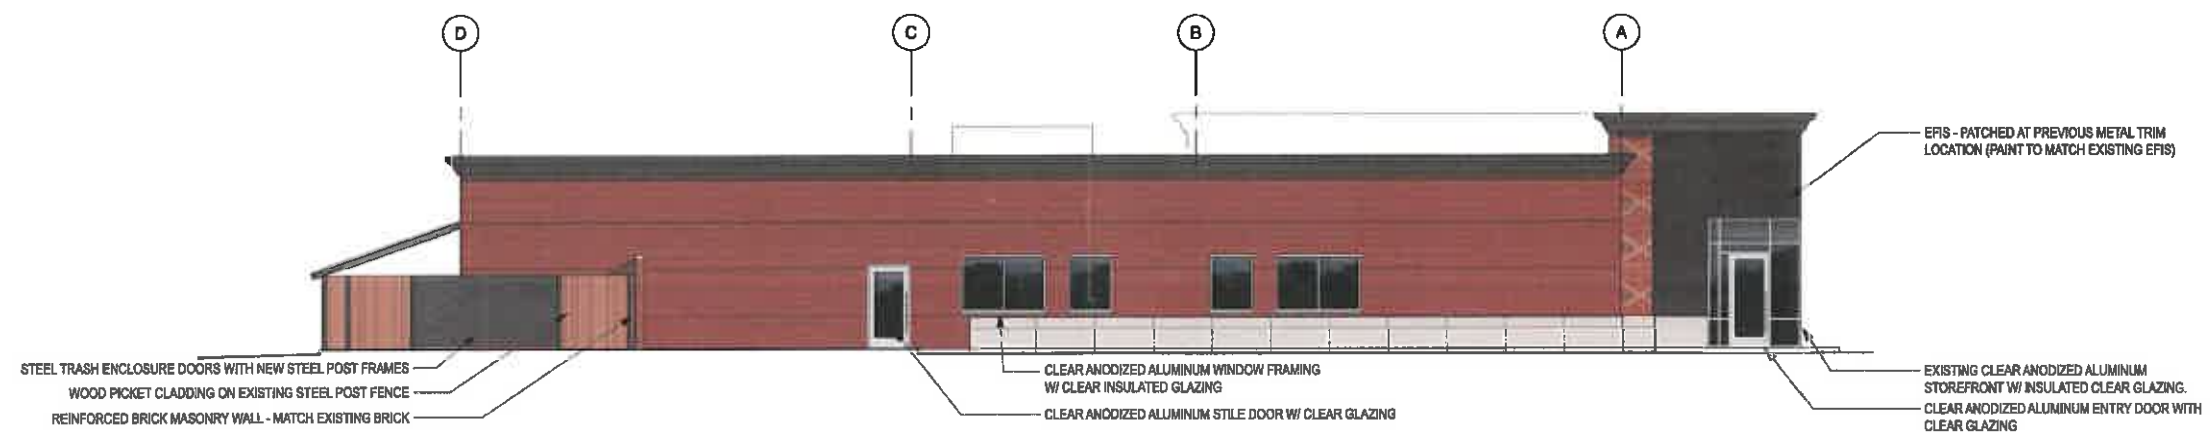 D
C
B
A
EFIS - PATCHED AT PREVIOUS METAL TRIM
LOCATION (PAINT TO MATCH EXISTING EFIS)
STEEL TRASH ENCLOSURE DOORS WITH NEW STEEL POST FRAMES
WOOD PICKET CLADDING ON EXISTING STEEL POST FENCE
REINFORCED BRICK MASONRY WALL - MATCH EXISTING BRICK
CLEAR ANODIZED ALUMINUM WINDOW FRAMING
W/ CLEAR INSULATED GLAZING
CLEAR ANODIZED ALUMINUM STILE DOOR W/ CLEAR GLAZING
EXISTING CLEAR ANODIZED ALUMINUM
STOREFRONT W/ INSULATED CLEAR GLAZING.
CLEAR ANODIZED ALUMINUM ENTRY DOOR WITH
CLEAR GLAZING